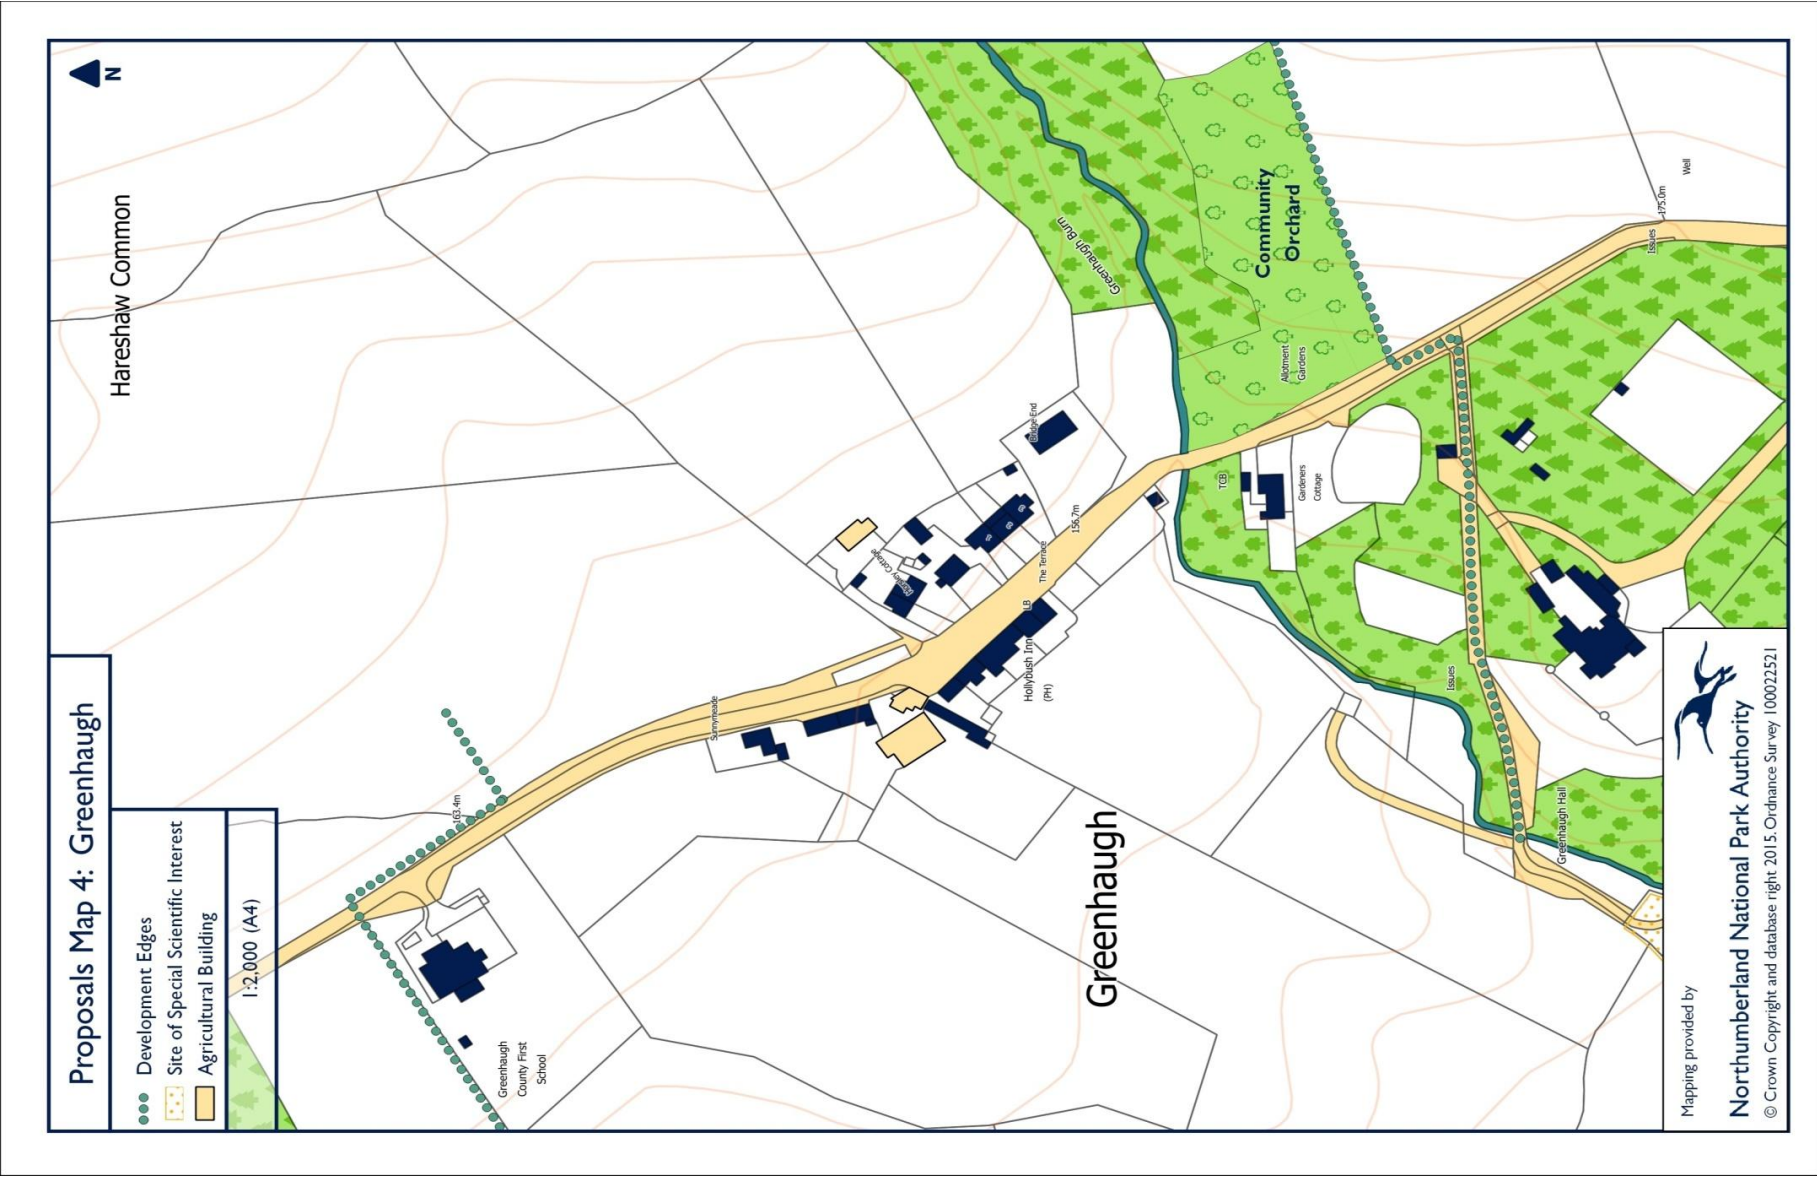 Proposals Map 4: Greenhaugh
Development Edges
Site of Special Scientific Interest
Agricultural Building
1:2,000 (A4)
N
Hareshaw Common
163.4m
Greenhaugh
County First
School
Sunnymeade
Huntley Cottage
Bridge End
The Terrace
156.7m
LB
Hollybush Inn
(PH)
Greenhaugh Burn
Community
Orchard
Allotment
Gardens
TCB
Gardeners
Cottage
Issues
175.0m
Well
Issues
Greenhaugh Hall
Greenhaugh
Mapping provided by
Northumberland National Park Authority
© Crown Copyright and database right 2015. Ordnance Survey 100022521